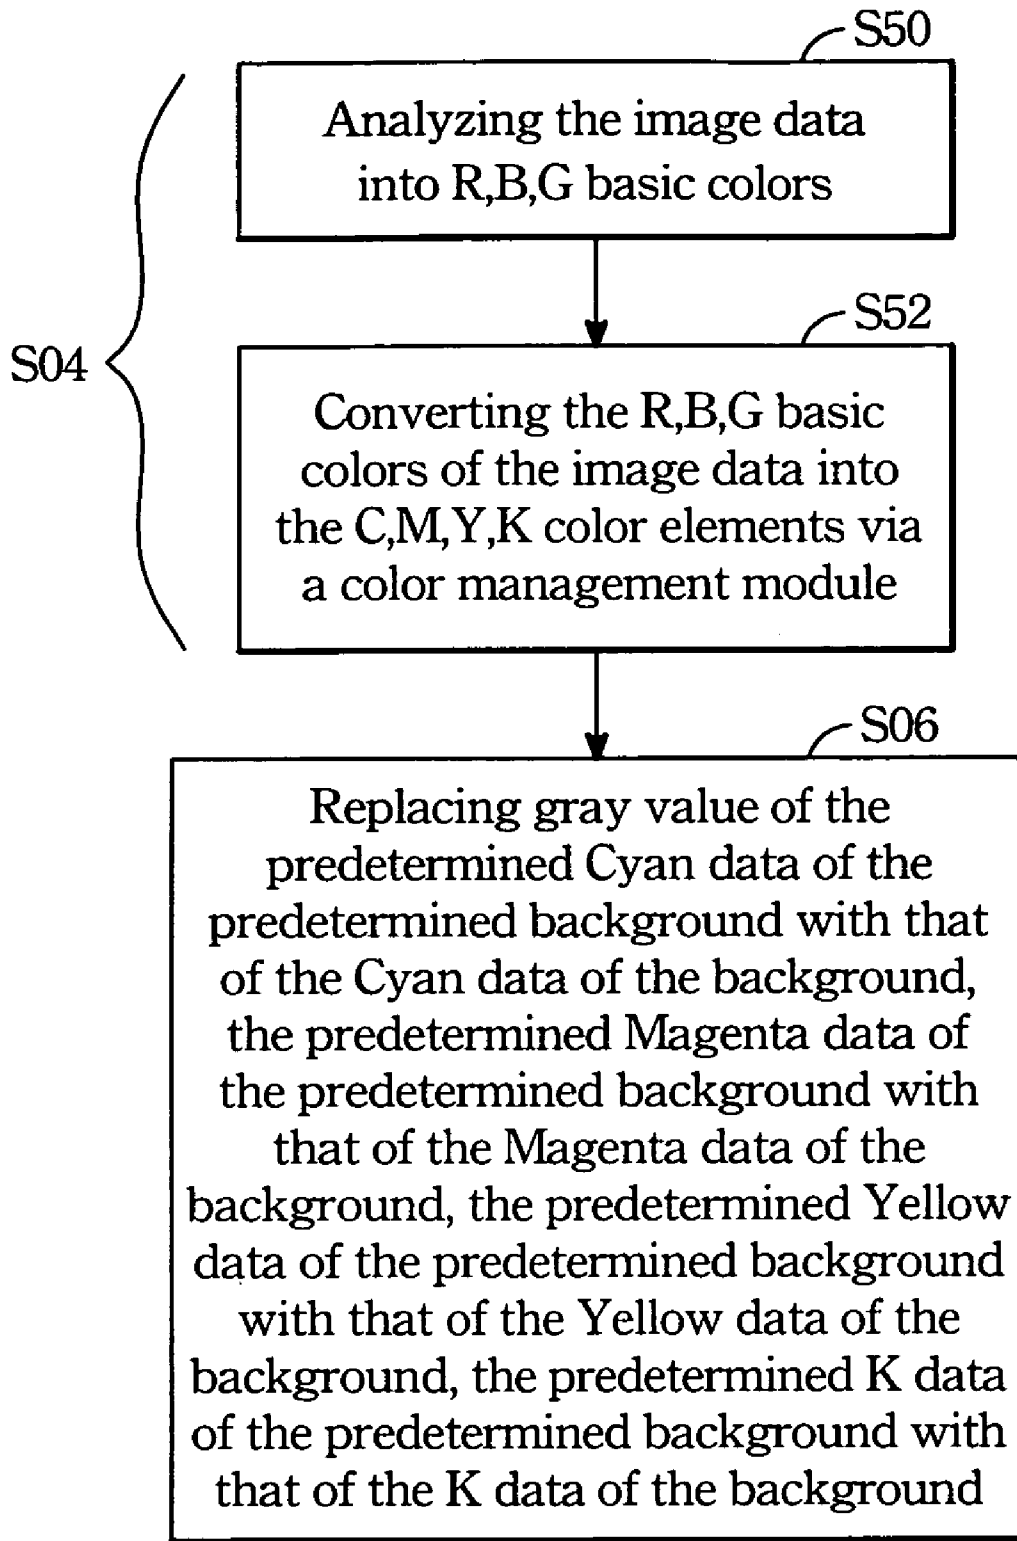 S50
Analyzing the image data
into R,B,G basic colors
S52
S04
Converting the R,B,G basic
colors of the image data into
the C,M,Y,K color elements via
a color management module
S06
Replacing gray value of the
predetermined Cyan data of the
predetermined background with that
of the Cyan data of the background,
the predetermined Magenta data of
the predetermined background with
that of the Magenta data of the
background, the predetermined Yellow
data of the predetermined background
with that of the Yellow data of the
background, the predetermined K data
of the predetermined background with
that of the K data of the background